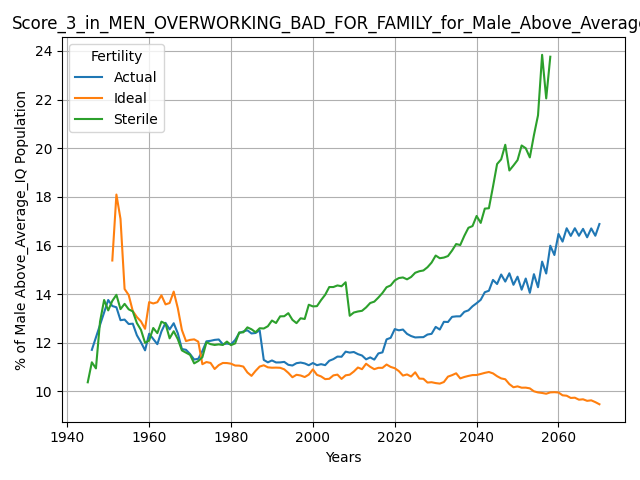 Score_3_in_MEN_OVERWORKING_BAD_FOR_FAMILY_for_Male_Above_Average
Fertility
Actual
Ideal
Sterile
% of Male Above_Average_IQ Population
24
22
20
18
16
14
12
10
1940 1960 1980 2000 2020 2040 2060
Years